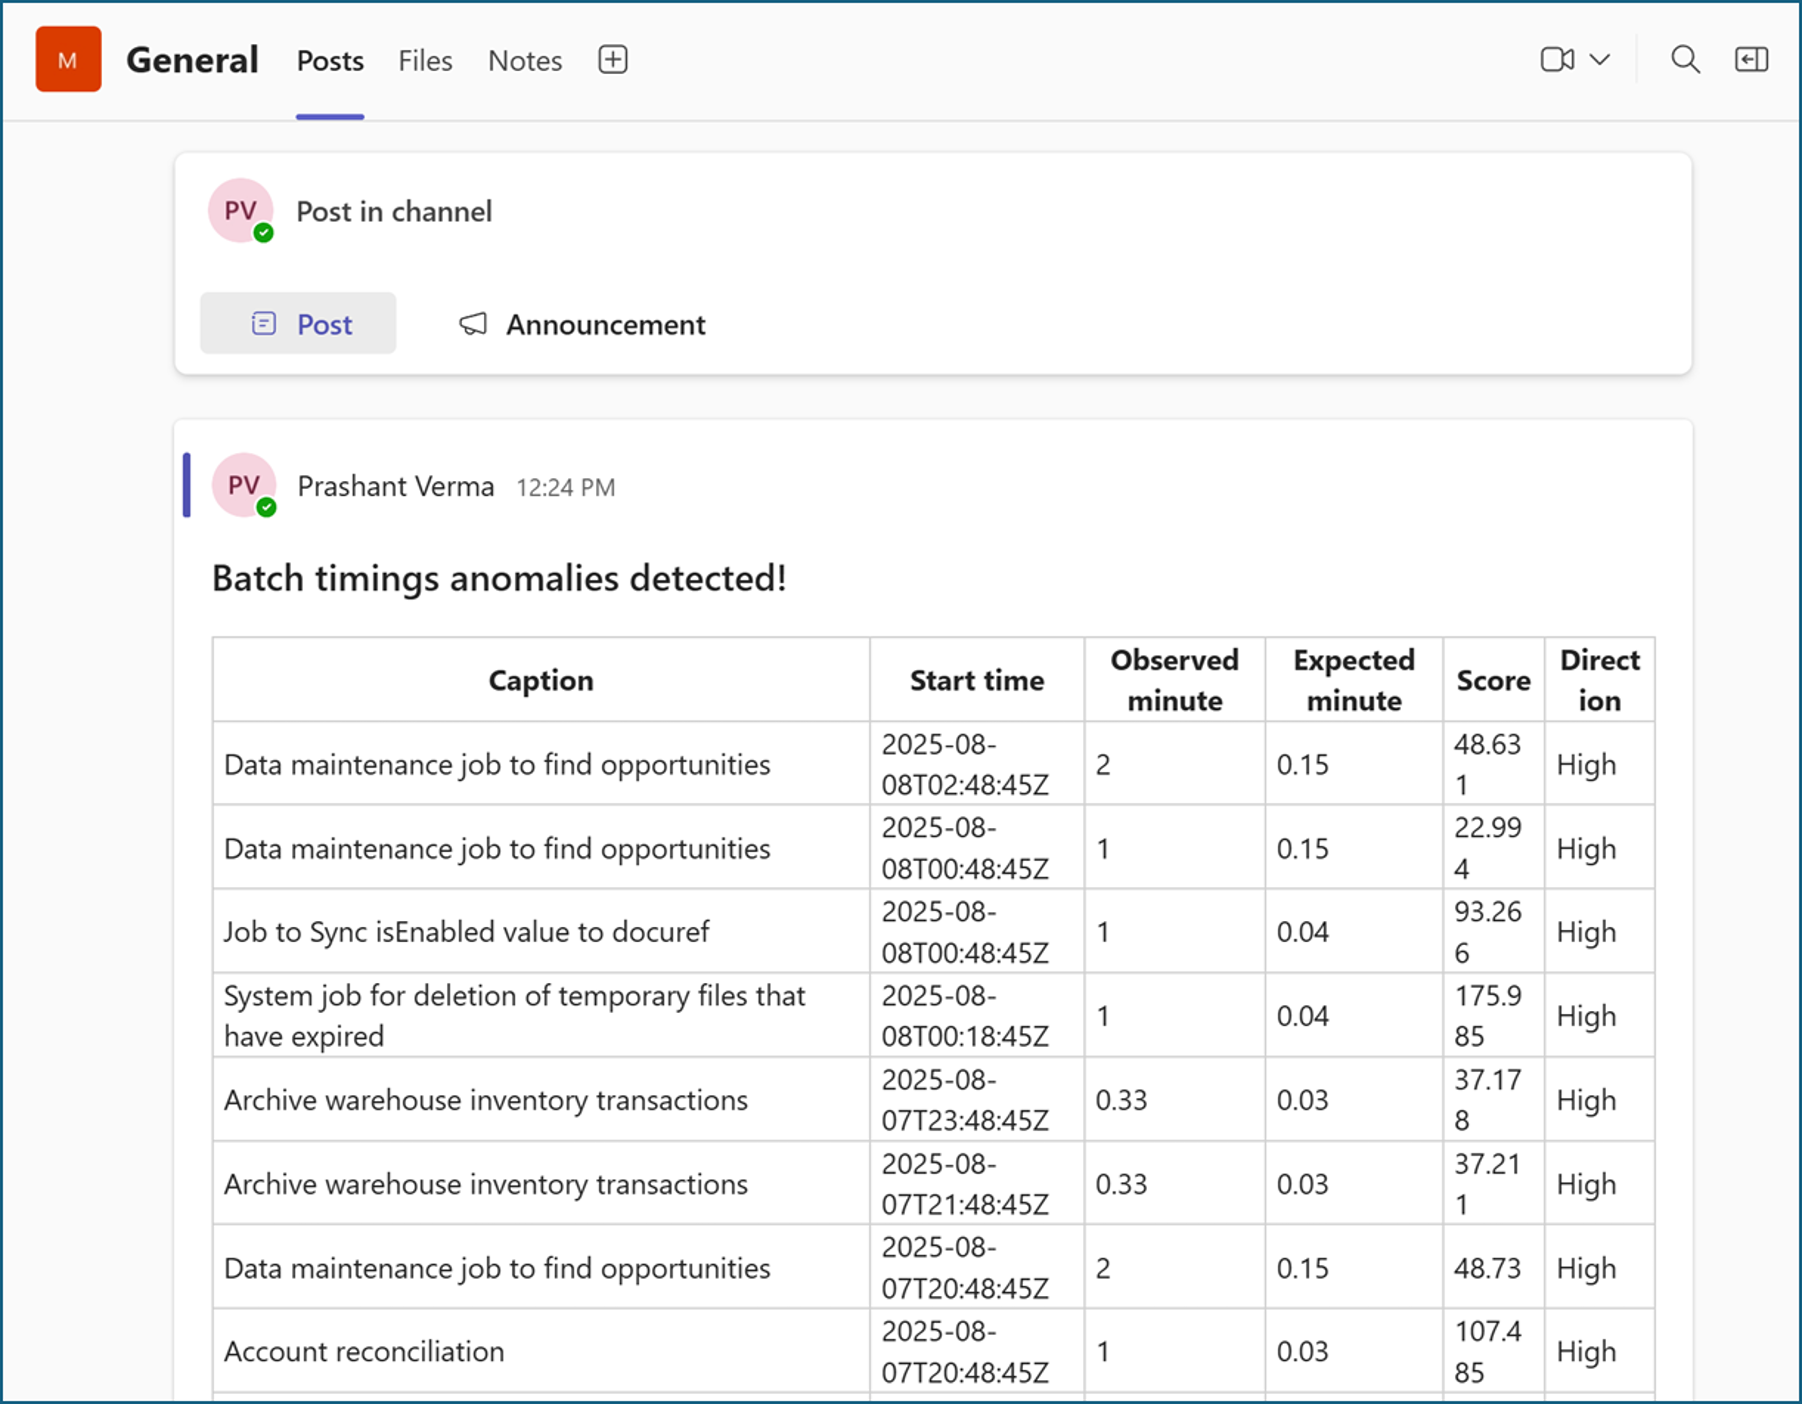 M General Posts Files Notes
PV Post in channel
Post Announcement
PV Prashant Verma 12:24 PM
Batch timings anomalies detected!
Caption Start time Observed minute Expected minute Score Direct ion
Data maintenance job to find opportunities 2025-08-08T02:48:45Z 2 0.15 48.631 High
Data maintenance job to find opportunities 2025-08-08T00:48:45Z 1 0.15 22.994 High
Job to Sync isEnabled value to docuref 2025-08-08T00:48:45Z 1 0.04 93.266 High
System job for deletion of temporary files that have expired 2025-08-08T00:18:45Z 1 0.04 175.985 High
Archive warehouse inventory transactions 2025-08-07T23:48:45Z 0.33 0.03 37.178 High
Archive warehouse inventory transactions 2025-08-07T21:48:45Z 0.33 0.03 37.211 High
Data maintenance job to find opportunities 2025-08-07T20:48:45Z 2 0.15 48.73 High
Account reconciliation 2025-08-07T20:48:45Z 1 0.03 107.485 High